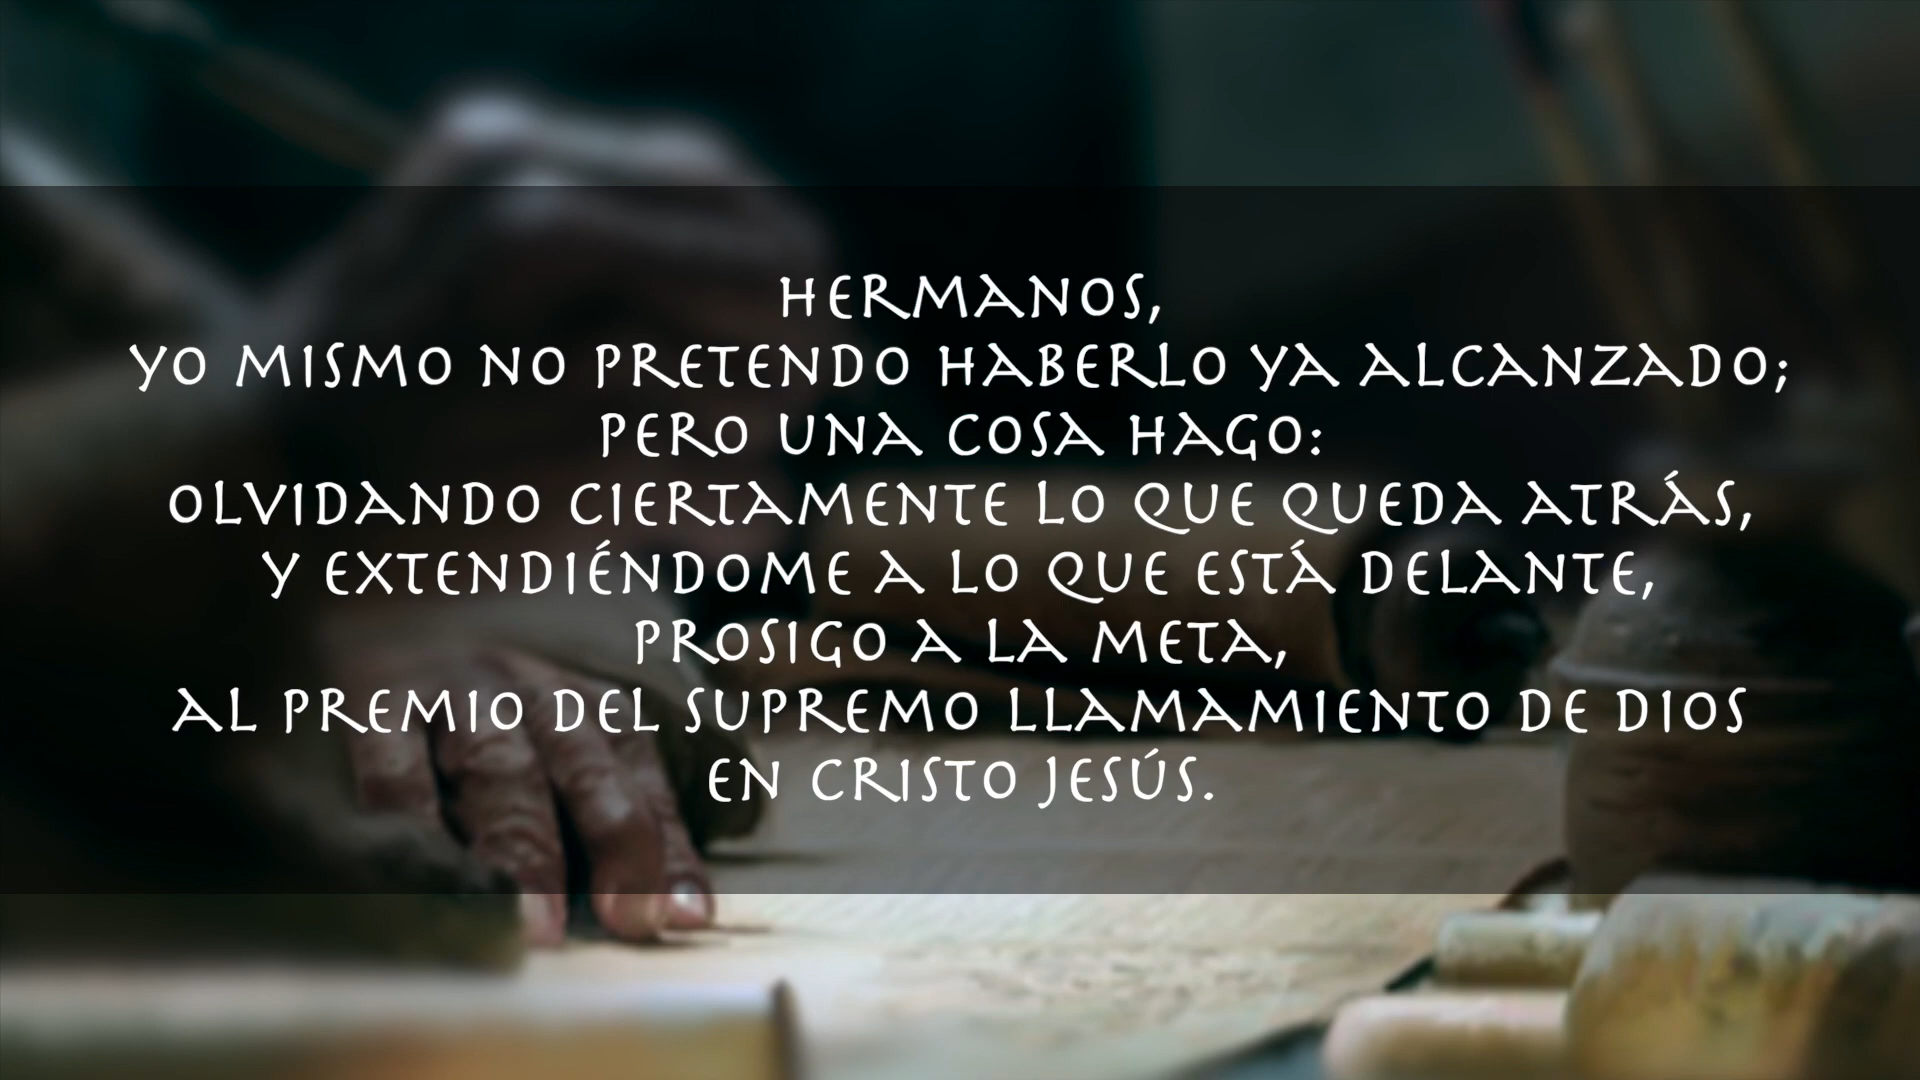 HERMANOS,
YO MISMO NO PRETENDO HABERLO YA ALCANZADO;
PERO UNA COSA HAGO:
OLVIDANDO CIERTAMENTE LO QUE QUEDA ATRÁS,
Y EXTENDIÉNDOME A LO QUE ESTÁ DELANTE,
PROSIGO A LA META,
AL PREMIO DEL SUPREMO LLAMAMIENTO DE DIOS
EN CRISTO JESÚS.